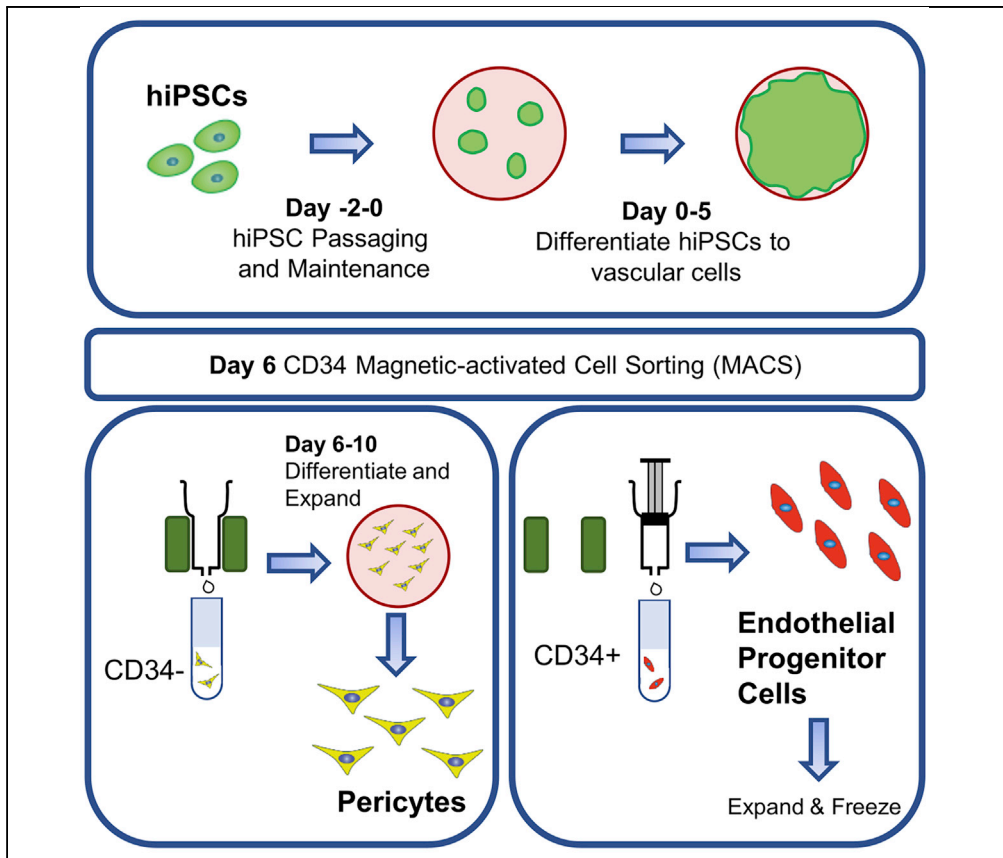 hiPSCs
Day -2-0
hiPSC Passaging
and Maintenance
Day 0-5
Differentiate hiPSCs to
vascular cells
Day 6 CD34 Magnetic-activated Cell Sorting (MACS)
Day 6-10
Differentiate and
Expand
CD34-
Pericytes
CD34+
Endothelial
Progenitor
Cells
Expand & Freeze